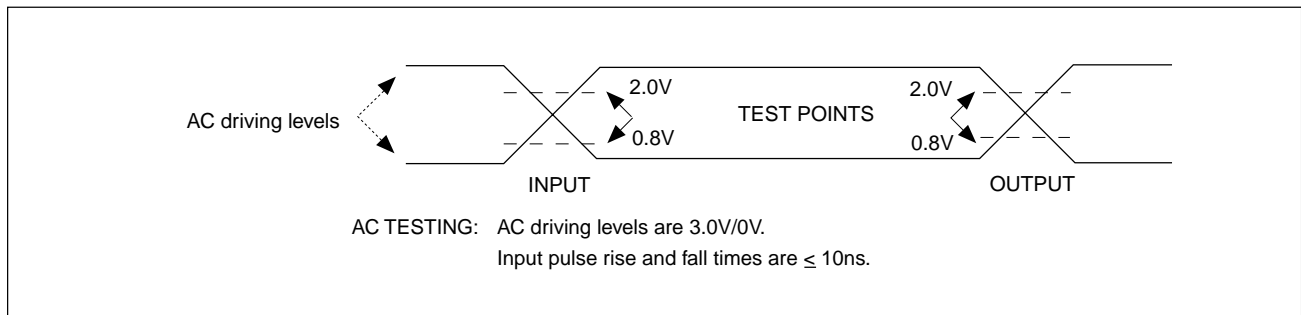 2.0V
2.0V
AC driving levels
TEST POINTS
0.8V
0.8V
INPUT
OUTPUT
AC TESTING: AC driving levels are 3.0V/0V.
Input pulse rise and fall times are ≤ 10ns.